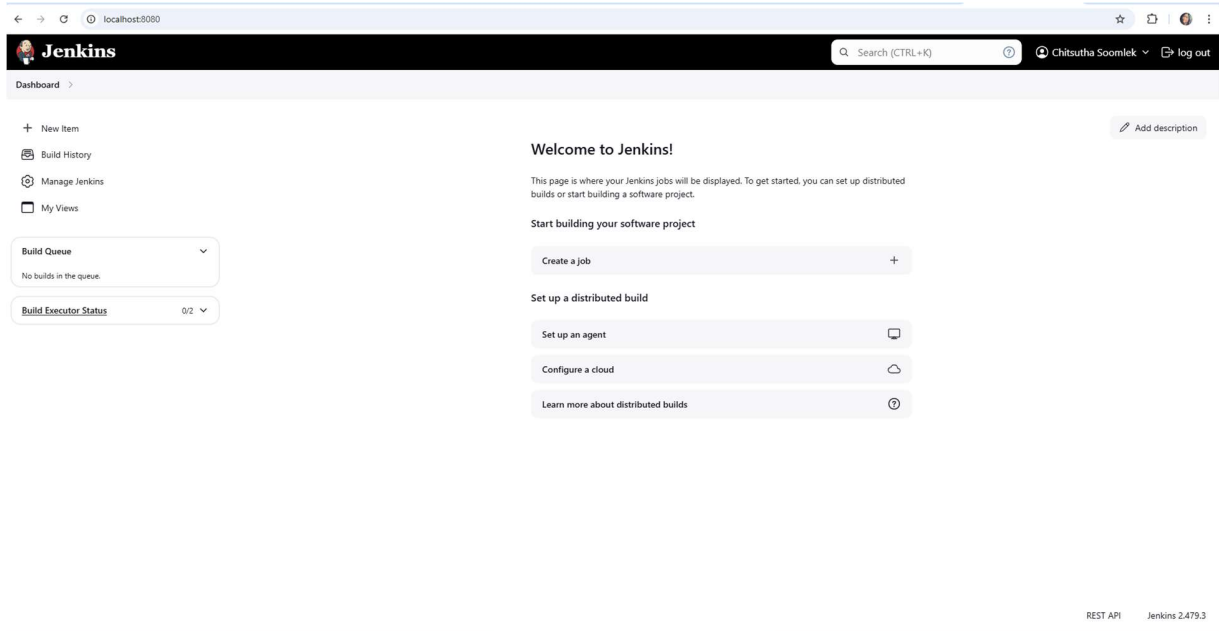 localhost:8080
Jenkins
Search (CTRL+K)
Chitsutha Soomlek
log out
Dashboard
New Item
Build History
Manage Jenkins
My Views
Build Queue
No builds in the queue.
Build Executor Status
0/2
Add description
Welcome to Jenkins!
This page is where your Jenkins jobs will be displayed. To get started, you can set up distributed
builds or start building a software project.
Start building your software project
Create a job
Set up a distributed build
Set up an agent
Configure a cloud
Learn more about distributed builds
REST API
Jenkins 2.479.3